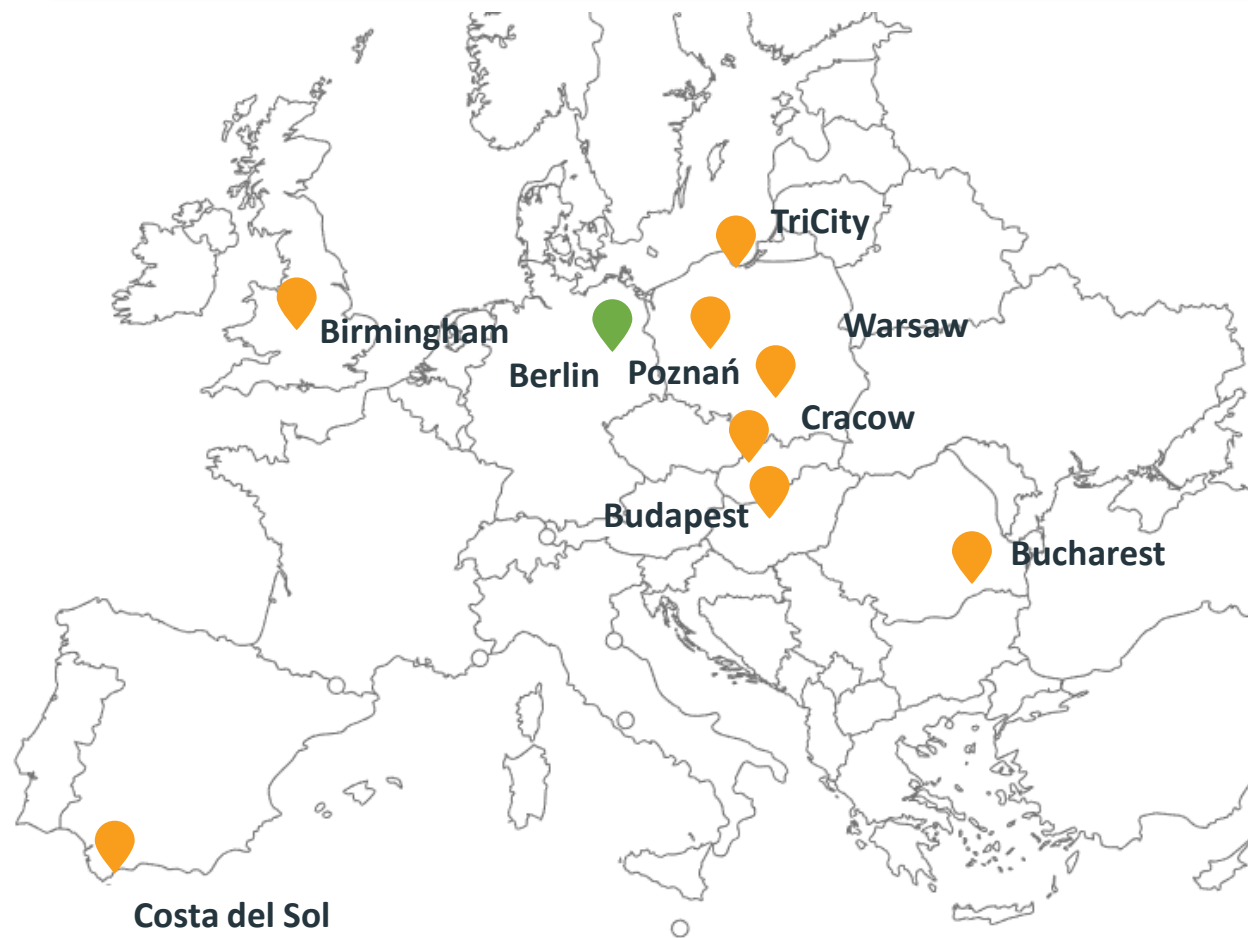 TriCity
Birmingham
Warsaw
Berlin
Poznań
Cracow
Budapest
Bucharest
Costa del Sol